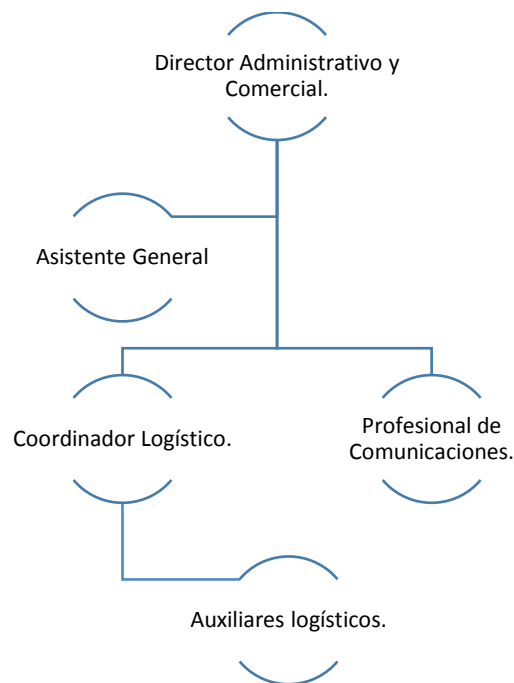 Director Administrativo y
Comercial.
Asistente General
Coordinador Logístico.
Profesional de
Comunicaciones.
Auxiliares logísticos.